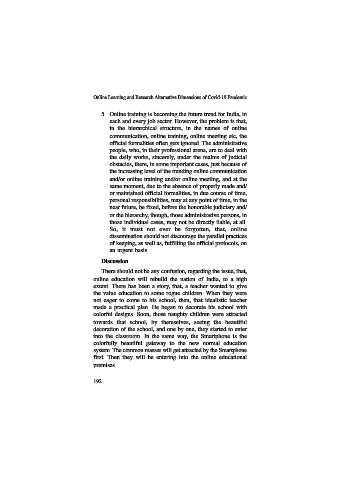 Online Learning and Research Alternative Dimensions of Covid-19 Pandemic
5. Online training is becoming the future trend for India, in
each and every job sector. However, the problem is that,
in the hierarchical structure, in the names of online
communication, online training, online meeting etc, the
official formalities often gets ignored. The administrative
people, who, in their professional arena, are to deal with
the daily works, sincerely, under the realms of judicial
obstacles, there, in some important cases, just because of
the increasing level of the trending online communication
and/or online training and/or online meeting, and at the
same moment, due to the absence of properly made and/
or maintained official formalities, in due course of time,
personal responsibilities, may at any point of time, in the
near future, be fixed, before the honorable judiciary and/
or the hierarchy, though, those administrative persons, in
those individual cases, may not be directly liable, at all.
So, it must not ever be forgotten, that, online
dissemination should not discourage the parallel practices
of keeping, as well as, fulfilling the official protocols, on
an urgent basis.
Discussion
There should not be any confusion, regarding the issue, that,
online education will rebuild the nation of India, to a high
extent. There has been a story, that, a teacher wanted to give
the value education to some rogue children. When they were
not eager to come to his school, then, that idealistic teacher
made a practical plan. He began to decorate his school with
colorful designs. Soon, those naughty children were attracted
towards that school, by themselves, seeing the beautiful
decoration of the school, and one by one, they started to enter
into the classroom. In the same way, the Smartphone is the
colorfully beautiful gateway to the new normal education
system. The common masses will get attracted by the Smartphone
first. Then they will be entering into the online educational
premises.
192